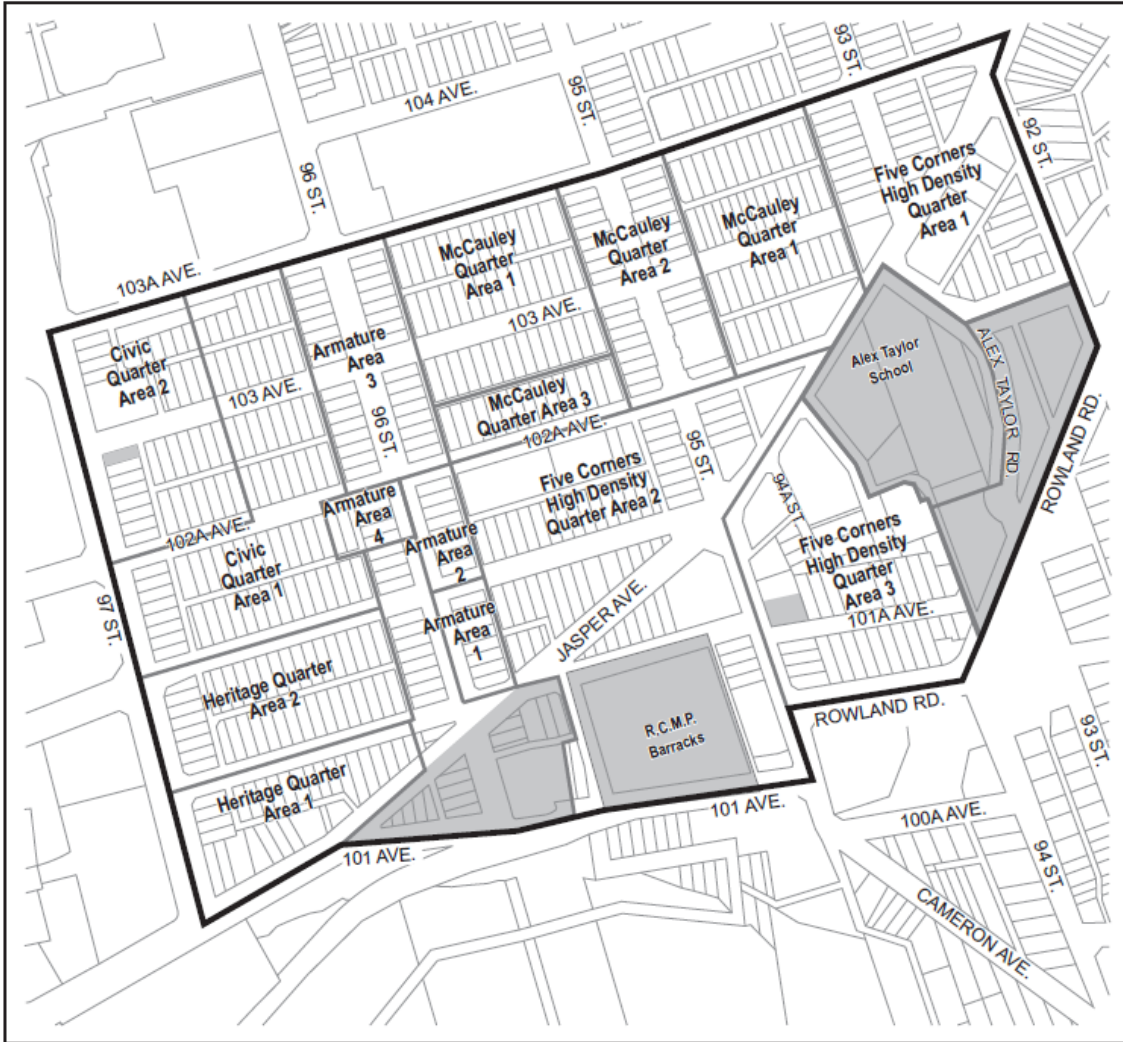 93 ST.
104 AVE.
95 ST.
92 ST.
96 ST.
Five Corners
High Density
Quarter
Area 1
McCauley
Quarter
Area 1
McCauley
Quarter
Area 2
McCauley
Quarter
Area 1
103A AVE.
103 AVE.
Armature
Area
3
Civic
Quarter
Area 2
103 AVE.
Alex Taylor
School
ALEX TAYLOR RD.
ROWLAND RD.
McCauley
Quarter Area 3
102A AVE.
96 ST.
95 ST.
Five Corners
High Density
Quarter Area 2
94A ST.
Armature
Area
4
102A AVE.
Armature
Area
2
Five Corners
High Density
Quarter
Area 3
Civic
Quarter
Area 1
97 ST.
101A AVE.
JASPER AVE.
Armature
Area
1
Heritage Quarter
Area 2
ROWLAND RD.
R.C.M.P.
Barracks
93 ST.
Heritage Quarter
Area 1
101 AVE.
100A AVE.
101 AVE.
94 ST.
CAMERON AVE.